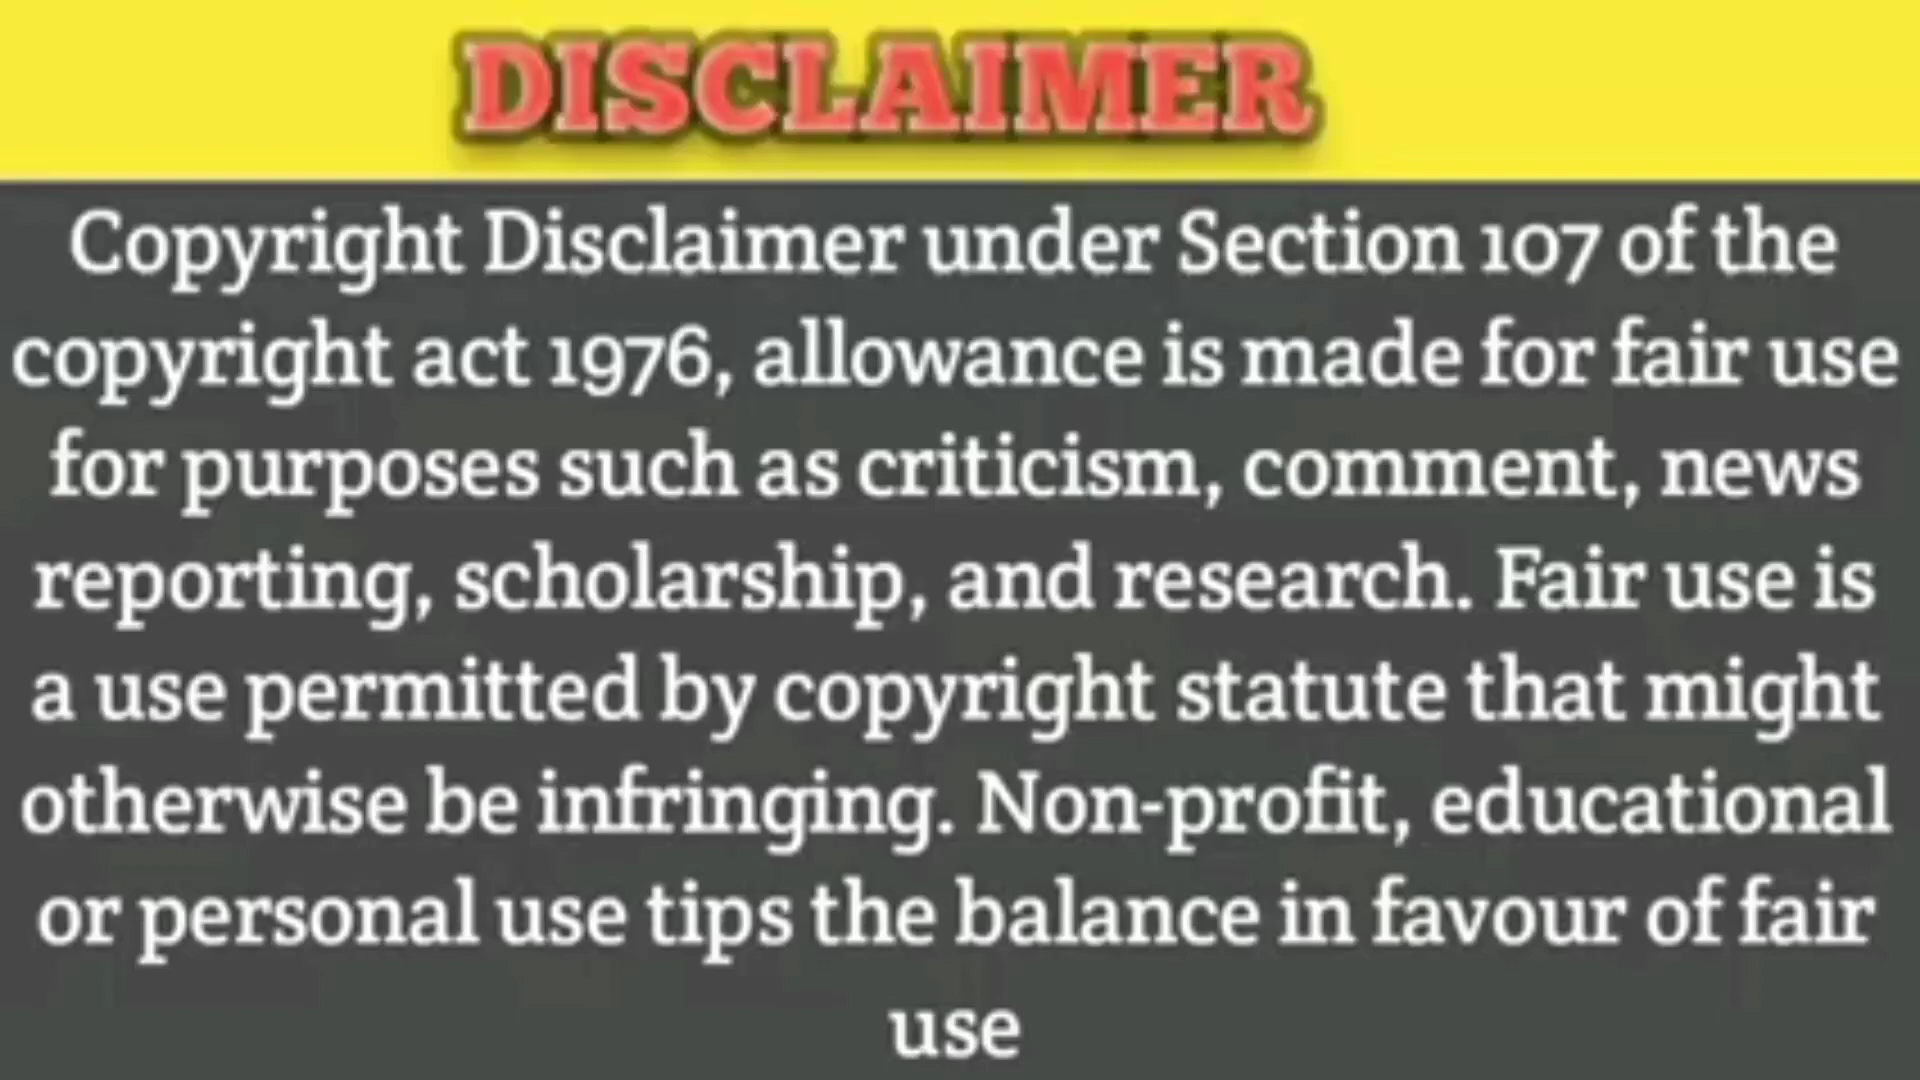 DISCLAIMER
Copyright Disclaimer under Section 107 of the
copyright act 1976, allowance is made for fair use
for purposes such as criticism, comment, news
reporting, scholarship, and research. Fair use is
a use permitted by copyright statute that might
otherwise be infringing. Non-profit, educational
or personal use tips the balance in favour of fair
use